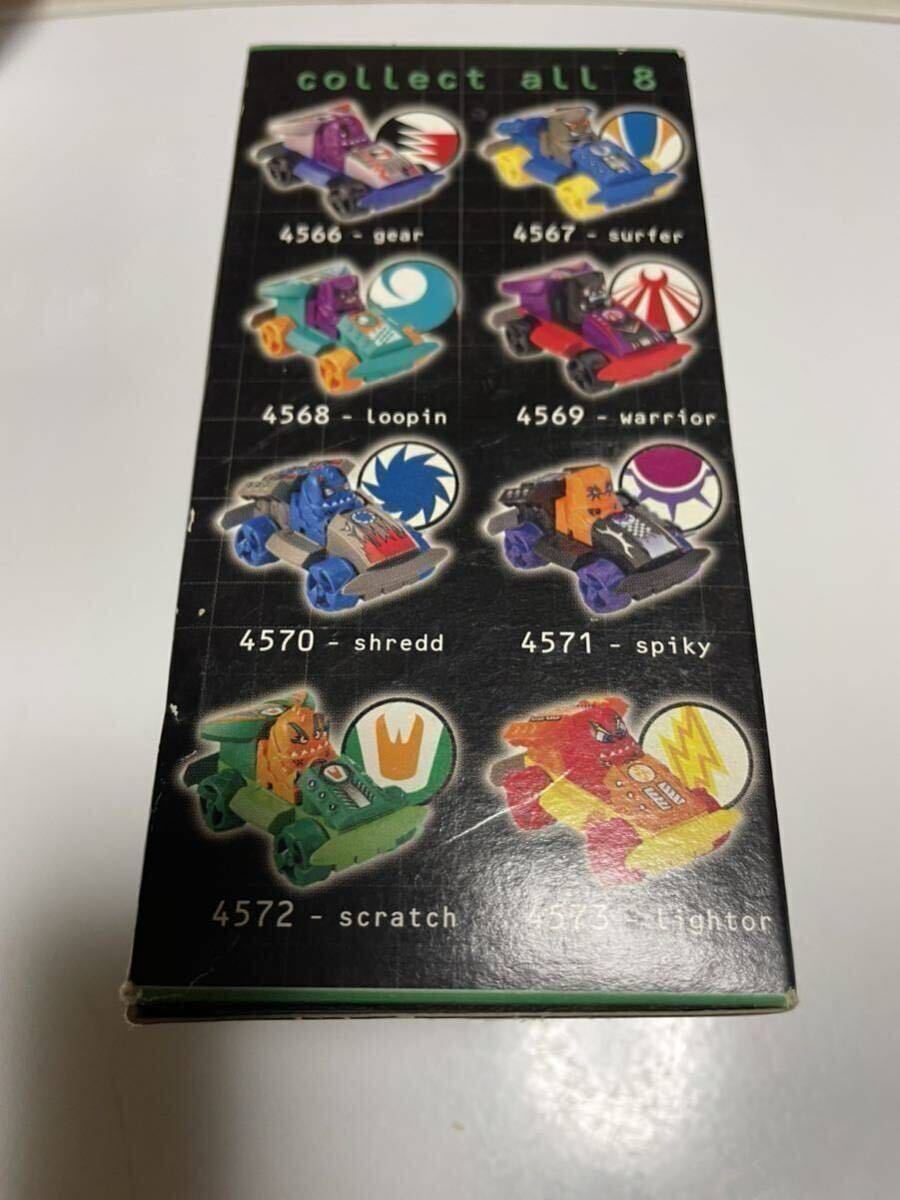 collect all 8
4566 - gear 4567 - surfer
4568 - loopin 4569 - warrior
4570 - shredd 4571 - spiky
4572 - scratch 4573 - lightor